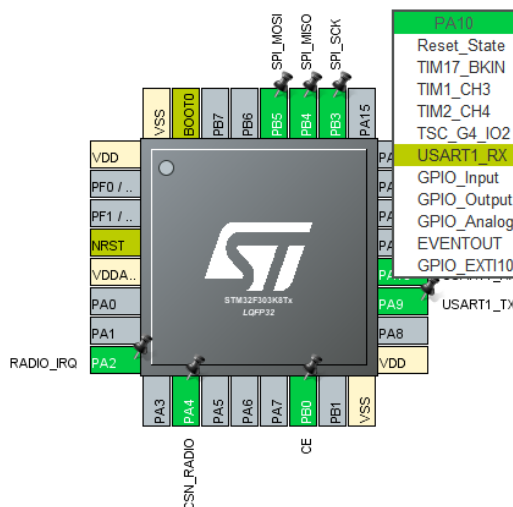 SPI_MOSI
SPI_MISO
SPI_SCK
VSS
BOOT0
PB7
PB6
PB5
PB4
PB3
PA15
PA10
Reset_State
TIM17_BKIN
TIM1_CH3
TIM2_CH4
TSC_G4_IO2
USART1_RX
GPIO_Input
GPIO_Output
GPIO_Analog
EVENTOUT
GPIO_EXTI10
VDD
PF0 / ..
PF1 / ..
NRST
VDDA..
PA0
PA1
RADIO_IRQ
PA2
ST
STM32F303K8Tx
LQFP32
PA9
USART1_TX
PA8
VDD
PA3
PA4
PA5
PA6
PA7
PB0
PB1
VSS
CSN_RADIO
CE